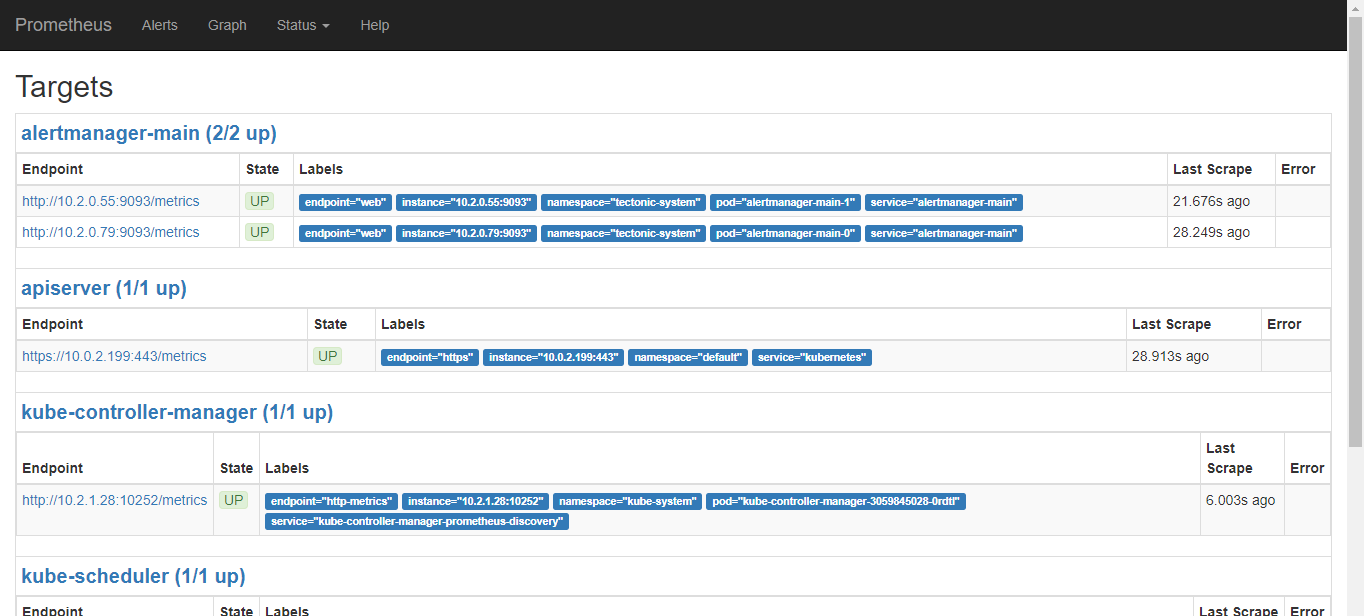 Prometheus Alerts Graph Status Help
Targets
alertmanager-main (2/2 up)
Endpoint State Labels Last Scrape Error
http://10.2.0.55:9093/metrics UP endpoint="web" instance="10.2.0.55:9093" namespace="tectonic-system" pod="alertmanager-main-1" service="alertmanager-main" 21.676s ago
http://10.2.0.79:9093/metrics UP endpoint="web" instance="10.2.0.79:9093" namespace="tectonic-system" pod="alertmanager-main-0" service="alertmanager-main" 28.249s ago
apiserver (1/1 up)
Endpoint State Labels Last Scrape Error
https://10.0.2.199:443/metrics UP endpoint="https" instance="10.0.2.199:443" namespace="default" service="kubernetes" 28.913s ago
kube-controller-manager (1/1 up)
Last
Endpoint State Labels Scrape Error
http://10.2.1.28:10252/metrics UP endpoint="http-metrics" instance="10.2.1.28:10252" namespace="kube-system" pod="kube-controller-manager-3059845028-0rdtl" 6.003s ago
service="kube-controller-manager-prometheus-discovery"
kube-scheduler (1/1 up)
Endpoint State Labels Last Scrape Error